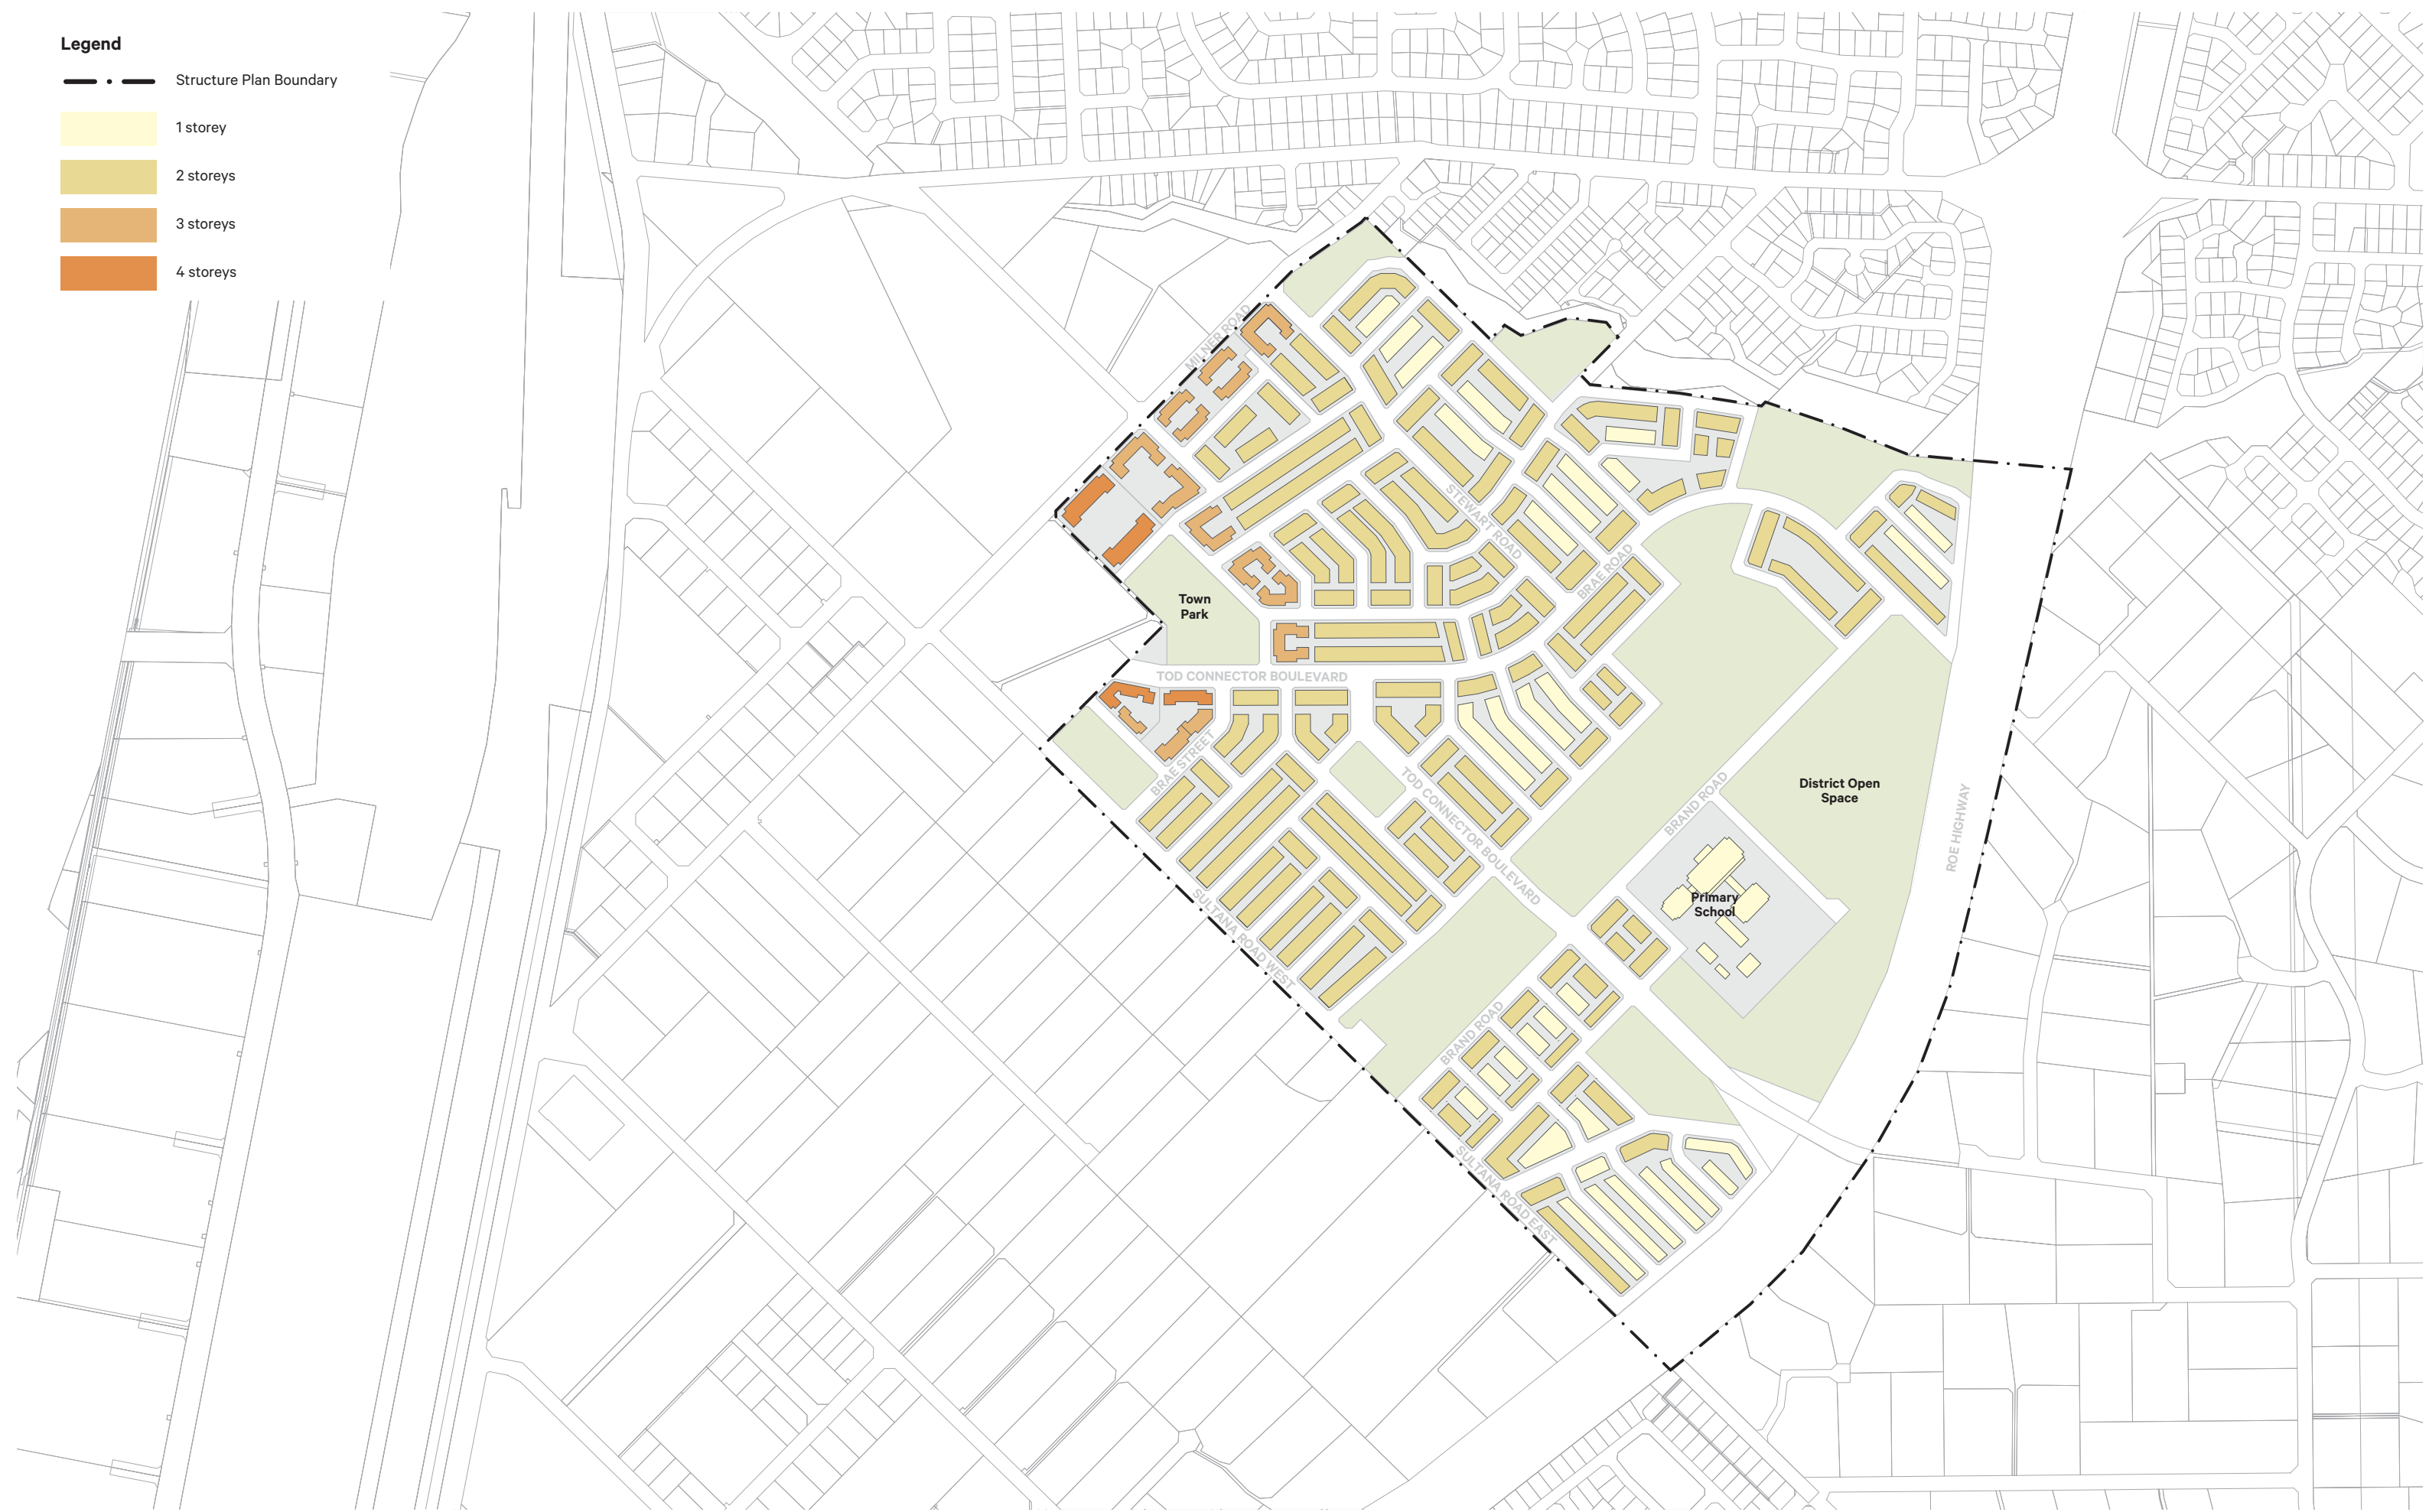 Legend
Structure Plan Boundary
1 storey
2 storeys
3 storeys
4 storeys
MILNER ROAD
STEWART ROAD
BRAE ROAD
Town
Park
TOD CONNECTOR BOULEVARD
BRAE STREET
TOD CONNECTOR BOULEVARD
BRAND ROAD
District Open
Space
ROE HIGHWAY
Primary
School
SULTANA ROAD WEST
BRAND ROAD
SULTANA ROAD EAST